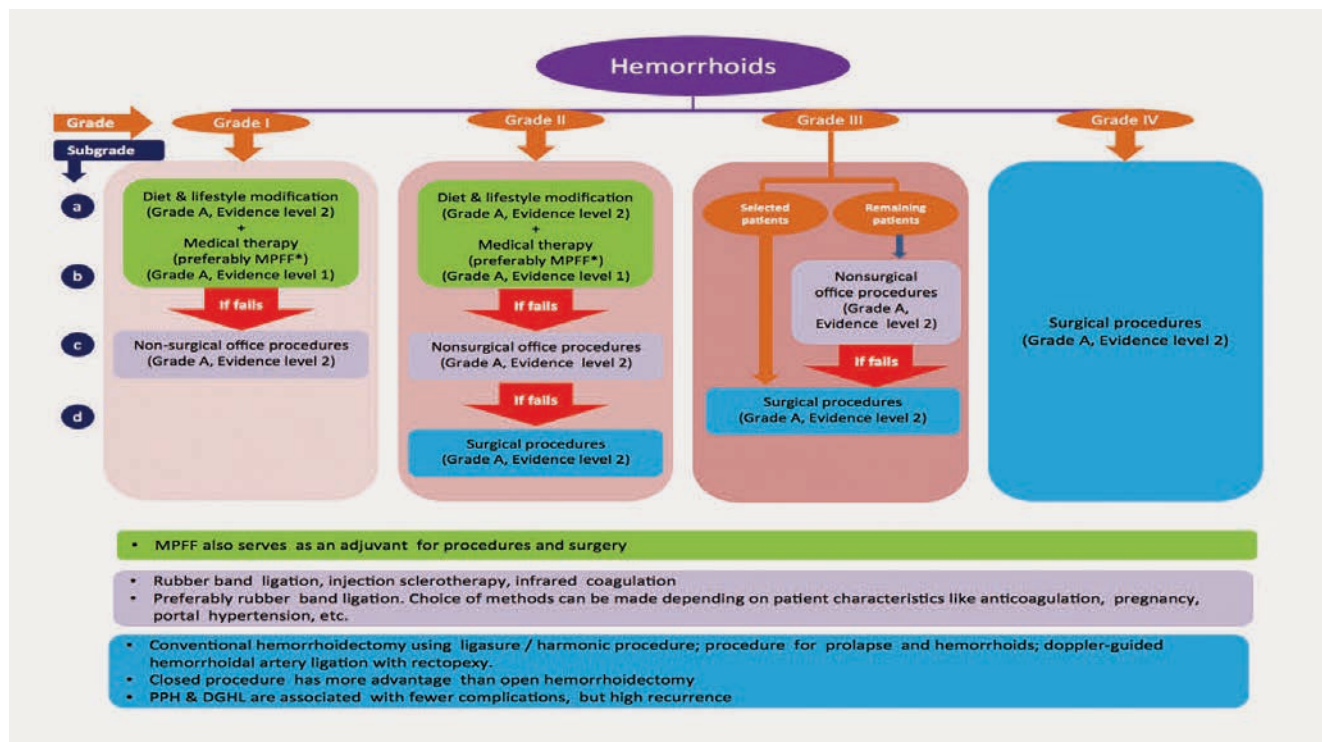 Hemorrhoids
Grade
Subgrade
Grade I
Grade II
Grade III
Grade IV
a
b
c
d
Diet & lifestyle modification
(Grade A, Evidence level 2)
+
Medical therapy
(preferably MPFF*)
(Grade A, Evidence level 1)
If fails
Non-surgical office procedures
(Grade A, Evidence level 2)
Diet & lifestyle modification
(Grade A, Evidence level 2)
+
Medical therapy
(preferably MPFF*)
(Grade A, Evidence level 1)
If fails
Nonsurgical office procedures
(Grade A, Evidence level 2)
If fails
Surgical procedures
(Grade A, Evidence level 2)
Selected
patients
Remaining
patients
Nonsurgical
office procedures
(Grade A,
Evidence level 2)
If fails
Surgical procedures
(Grade A, Evidence level 2)
Surgical procedures
(Grade A, Evidence level 2)
• MPFF also serves as an adjuvant for procedures and surgery
• Rubber band ligation, injection sclerotherapy, infrared coagulation
• Preferably rubber band ligation. Choice of methods can be made depending on patient characteristics like anticoagulation, pregnancy,
portal hypertension, etc.
• Conventional hemorrhoidectomy using ligasure / harmonic procedure; procedure for prolapse and hemorrhoids; doppler-guided
hemorrhoidal artery ligation with rectopexy.
• Closed procedure has more advantage than open hemorrhoidectomy
• PPH & DGHL are associated with fewer complications, but high recurrence